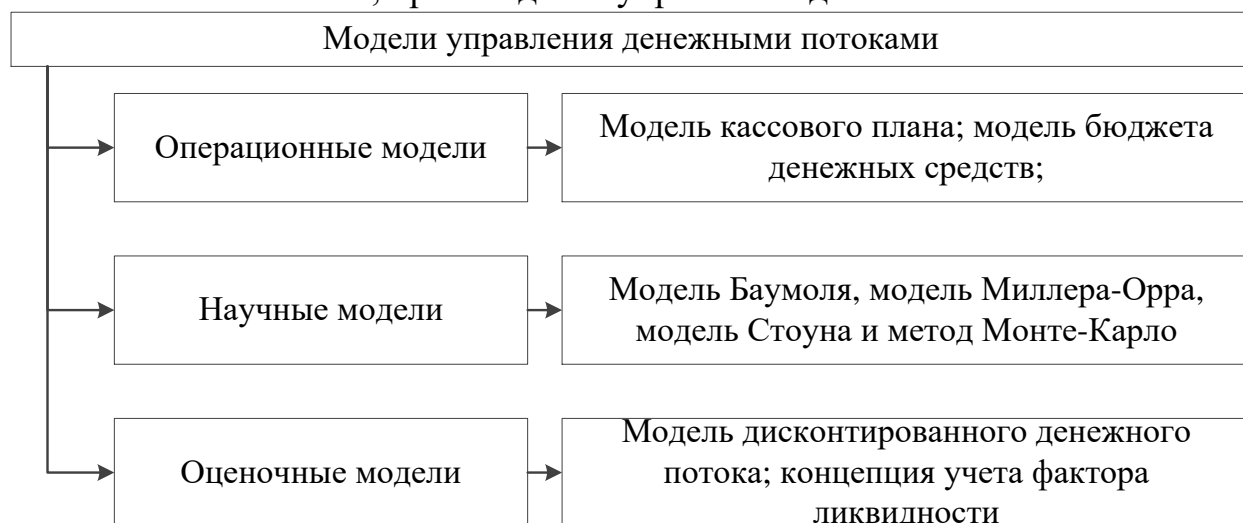 Модели управления денежными потоками
Операционные модели
Модель кассового плана; модель бюджета
денежных средств;
Научные модели
Модель Баумоля, модель Миллера-Орра,
модель Стоуна и метод Монте-Карло
Оценочные модели
Модель дисконтированного денежного
потока; концепция учета фактора
ликвидности